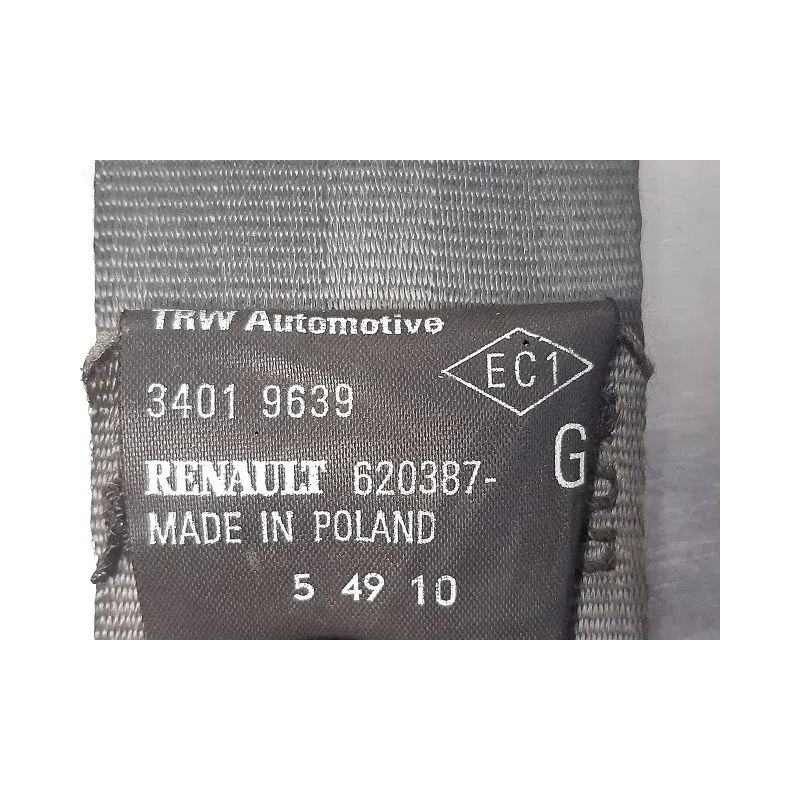 TRW Automotive
EC1
3401 9639
G
RENAULT 620387-
MADE IN POLAND
5 49 10